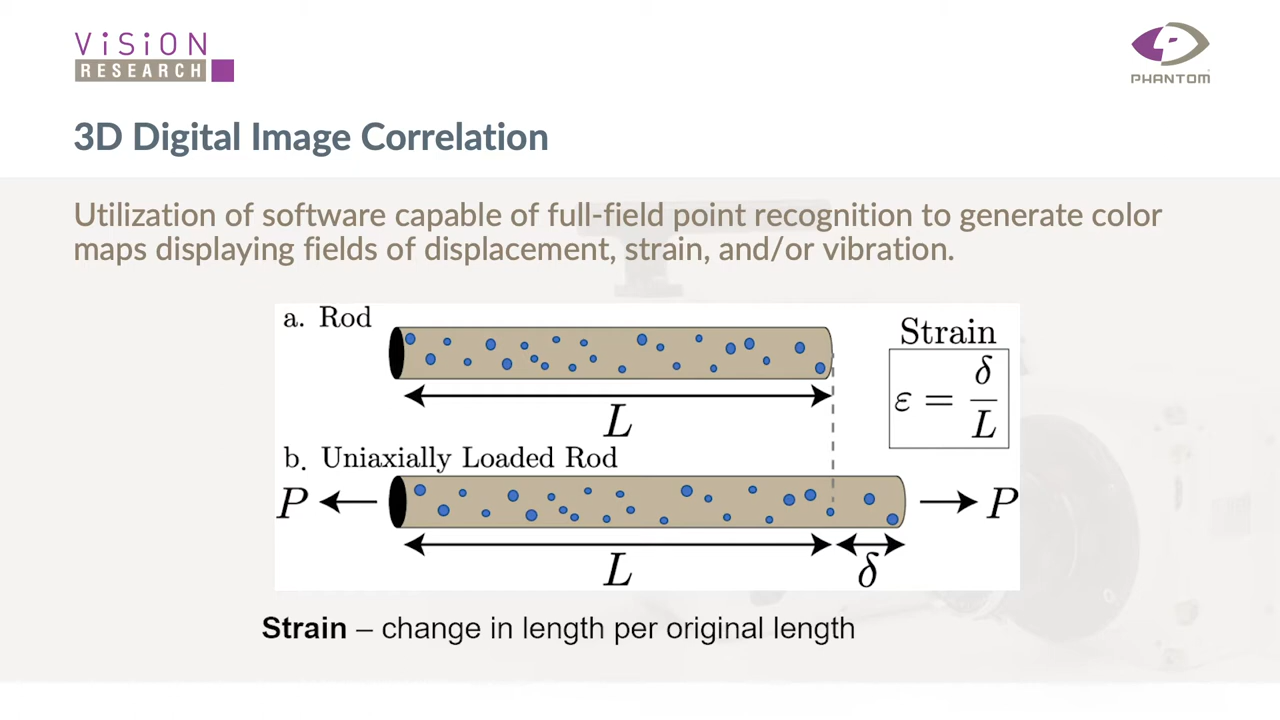 ViSiON
RESEARCH
PHANTOM
3D Digital Image Correlation
Utilization of software capable of full-field point recognition to generate color
maps displaying fields of displacement, strain, and/or vibration.
a. Rod
L
Strain
ε = δ/L
b. Uniaxially Loaded Rod
P
P
L
δ
Strain – change in length per original length